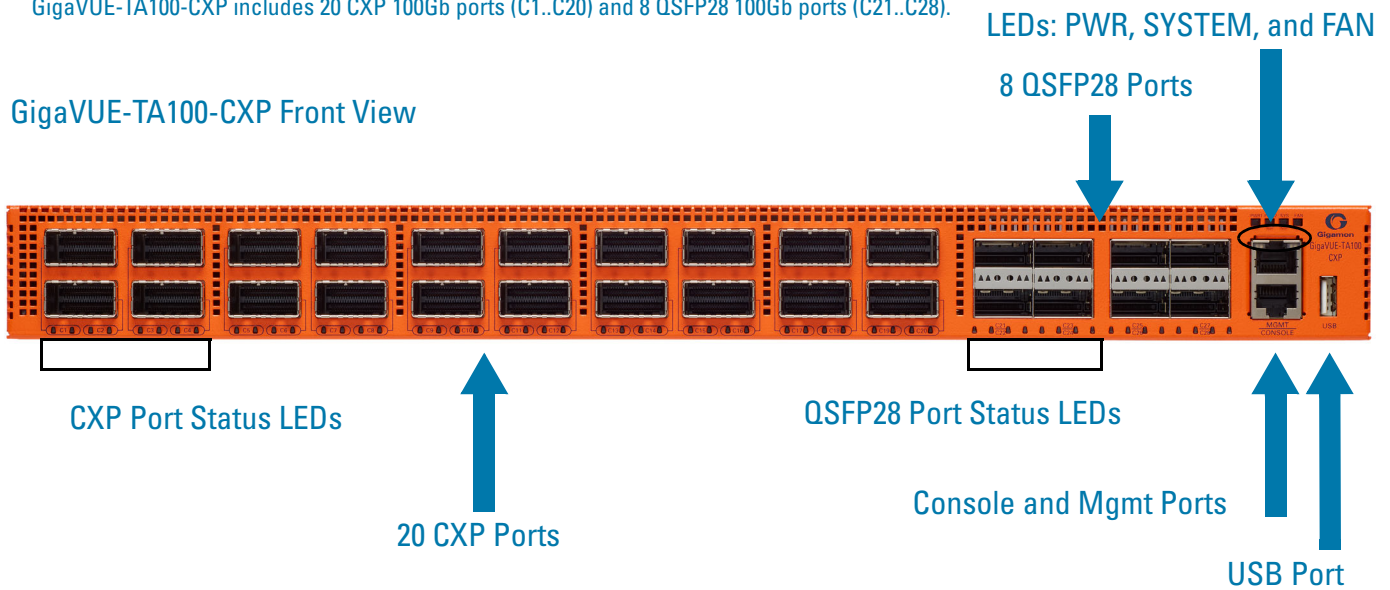 GigaVUE-TA100-CXP includes 20 CXP 100Gb ports (C1..C20) and 8 QSFP28 100Gb ports (C21..C28).
LEDs: PWR, SYSTEM, and FAN
8 QSFP28 Ports
GigaVUE-TA100-CXP Front View
Gigamon
GigaVUE-TA100
CXP
MGMT
CONSOLE
USB
CXP Port Status LEDs
QSFP28 Port Status LEDs
Console and Mgmt Ports
20 CXP Ports
USB Port